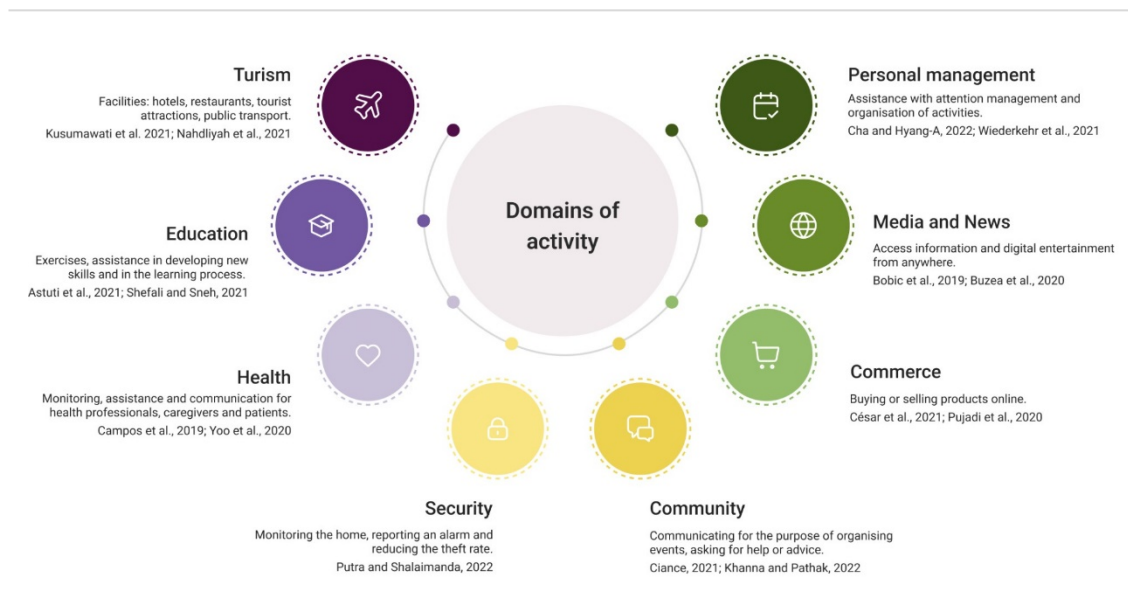 Turism
Facilities: hotels, restaurants, tourist
attractions, public transport.
Kusumawati et al. 2021; Nahdliyah et al., 2021
Education
Exercises, assistance in developing new
skills and in the learning process.
Astuti et al., 2021; Shefali and Sneh, 2021
Health
Monitoring, assistance and communication for
health professionals, caregivers and patients.
Campos et al., 2019; Yoo et al., 2020
Security
Monitoring the home, reporting an alarm and
reducing the theft rate.
Putra and Shalaimanda, 2022
Domains of
activity
Personal management
Assistance with attention management and
organisation of activities.
Cha and Hyang-A, 2022; Wiederkehr et al., 2021
Media and News
Access information and digital entertainment
from anywhere.
Bobic et al., 2019; Buzea et al., 2020
Commerce
Buying or selling products online.
César et al., 2021; Pujadi et al., 2020
Community
Communicating for the purpose of organising
events, asking for help or advice.
Ciance, 2021; Khanna and Pathak, 2022